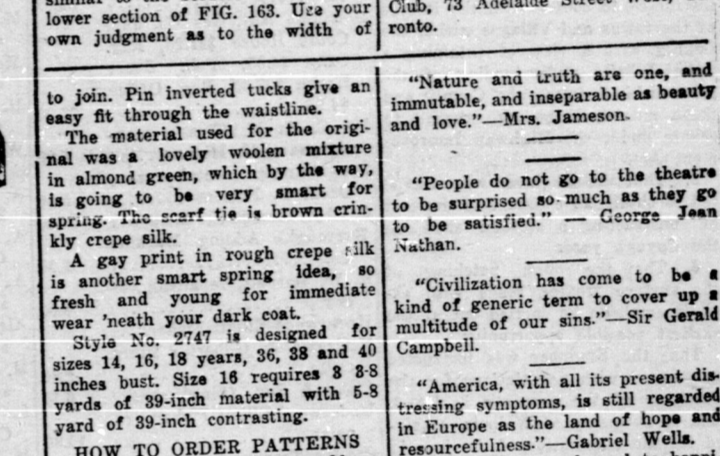 lower section of FIG. 163. Use your
own judgment as to the width of
to join. Pin inverted tucks give an
easy fit through the waistline.
The material used for the origi-
nal was a lovely woolen mixture
in almond green, which by the way,
is going to be very smart for
spring. The scarf tie is brown crin-
kly crepe silk.
A gay print in rough crepe silk
is another smart spring idea, so
fresh and young for immediate
wear 'neath your dark coat.
Style No. 2747 is designed for
sizes 14, 16, 18 years, 36, 38 and 40
inches bust. Size 16 requires 3 3-8
yards of 39-inch material with 5-8
yard of 39-inch contrasting.
HOW TO ORDER PATTERNS
Club, 73 Adelaide Street
ronto.
"Nature and truth are one, and
immutable, and inseparable as beauty
and love."—Mrs. Jameson.
"People do not go to the theatre
to be surprised so much as they go
to be satisfied." — George Jean
Nathan.
"Civilization has come to be a
kind of generic term to cover up a
multitude of our sins."—Sir Gerald
Campbell.
"America, with all its present dis-
tressing symptoms, is still regarded
in Europe as the land of hope and
resourcefulness."—Gabriel Wells.